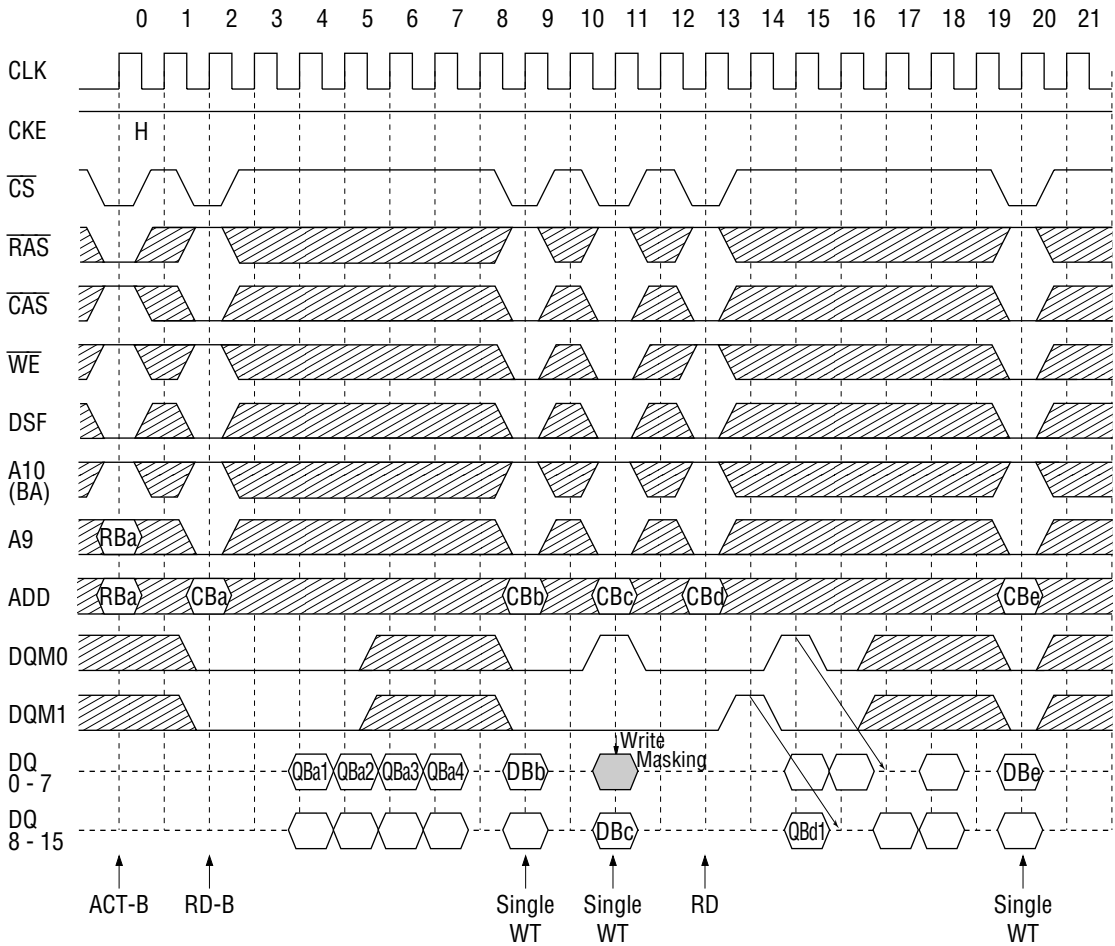 0 1 2 3 4 5 6 7 8 9 10 11 12 13 14 15 16 17 18 19 20 21
CLK
CKE H
CS
RAS
CAS
WE
DSF
A10
(BA)
A9 RBa
ADD RBa CBa CBb CBc CBd CBe
DQM0
DQM1
Write
Masking
DQ
0 - 7
QBa1 QBa2 QBa3 QBa4 DBb DBe
DQ
8 - 15
DBc QBd1
ACT-B RD-B Single WT Single WT RD Single WT